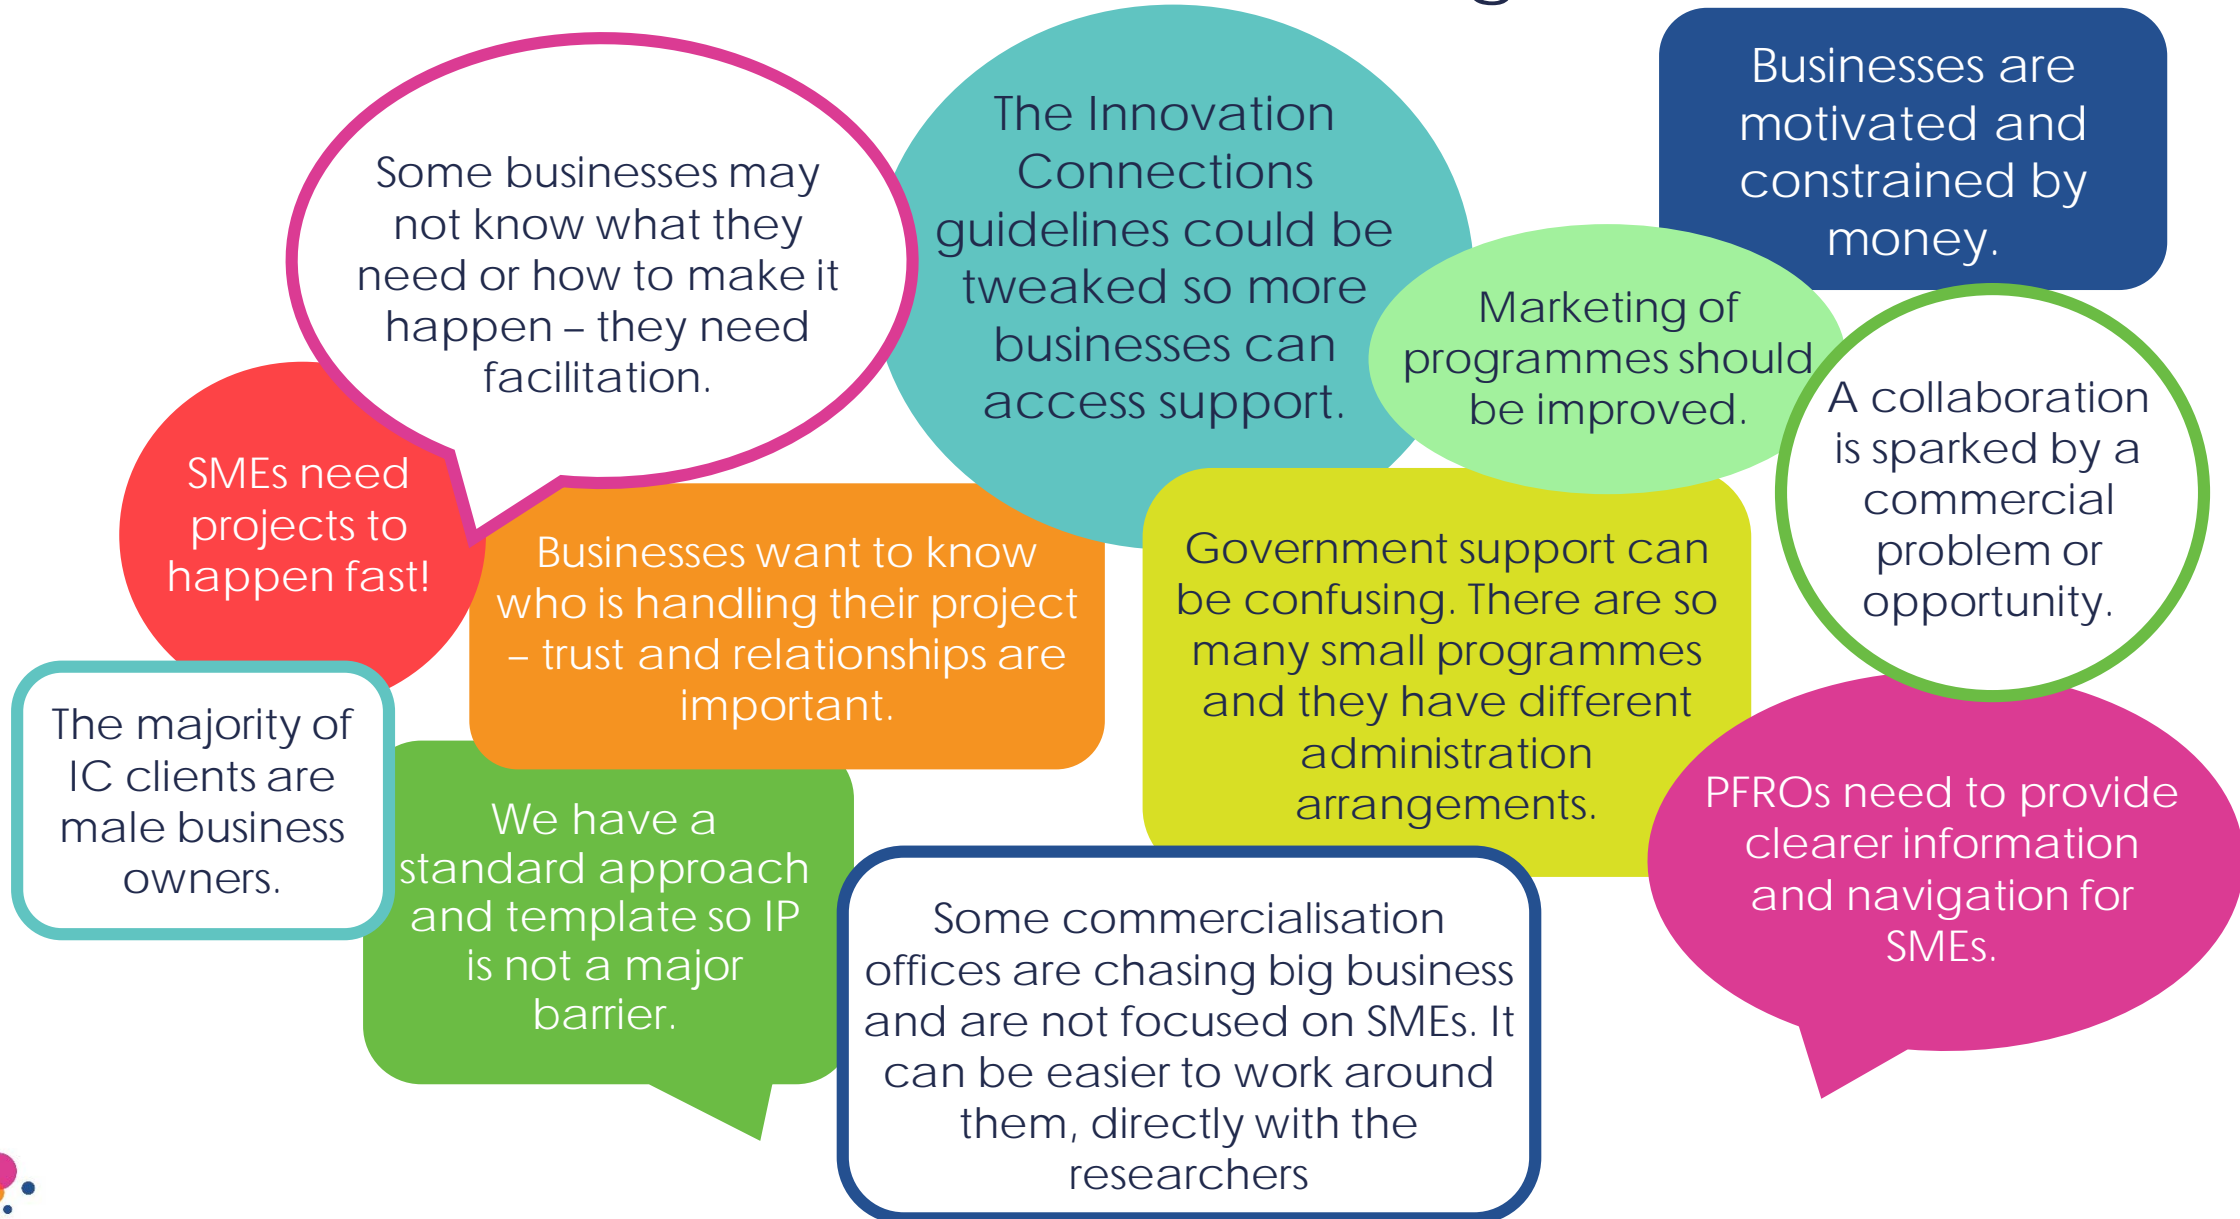 Some businesses may
not know what they
need or how to make it
happen – they need
facilitation.
The Innovation
Connections
guidelines could be
tweaked so more
businesses can
access support.
Businesses are
motivated and
constrained by
money.
Marketing of
programmes should
be improved.
A collaboration
is sparked by a
commercial
problem or
opportunity.
SMEs need
projects to
happen fast!
Businesses want to know
who is handling their project
– trust and relationships are
important.
Government support can
be confusing. There are so
many small programmes
and they have different
administration
arrangements.
The majority of
IC clients are
male business
owners.
We have a
standard approach
and template so IP
is not a major
barrier.
Some commercialisation
offices are chasing big business
and are not focused on SMEs. It
can be easier to work around
them, directly with the
researchers
PFROs need to provide
clearer information
and navigation for
SMEs.